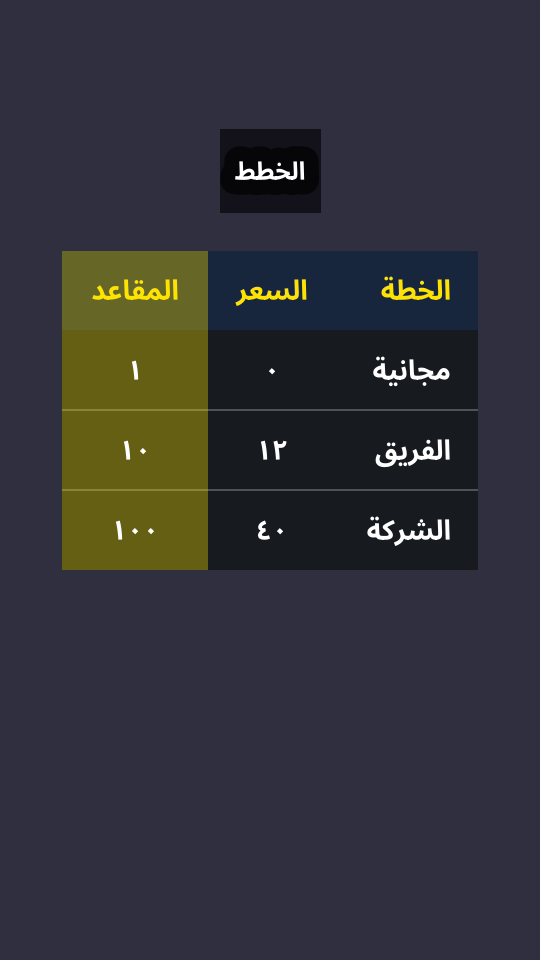 الخطط
الخطة السعر المقاعد
مجانية ٠ ١
الفريق ١٢ ١٠
الشركة ٤٠ ١٠٠